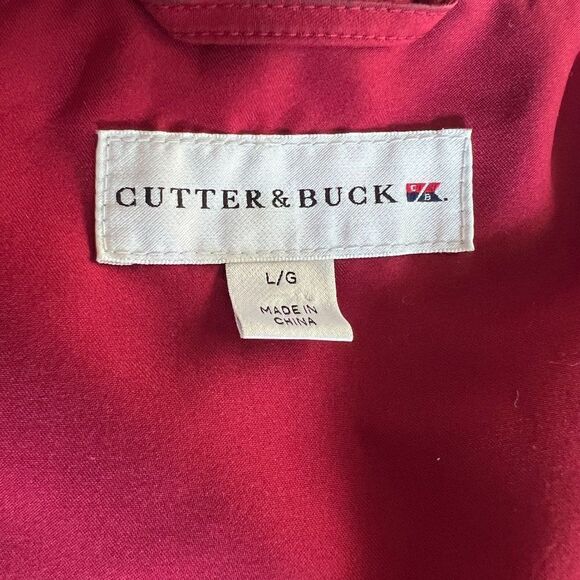 CUTTER & BUCK C/B.
L/G
MADE IN
CHINA